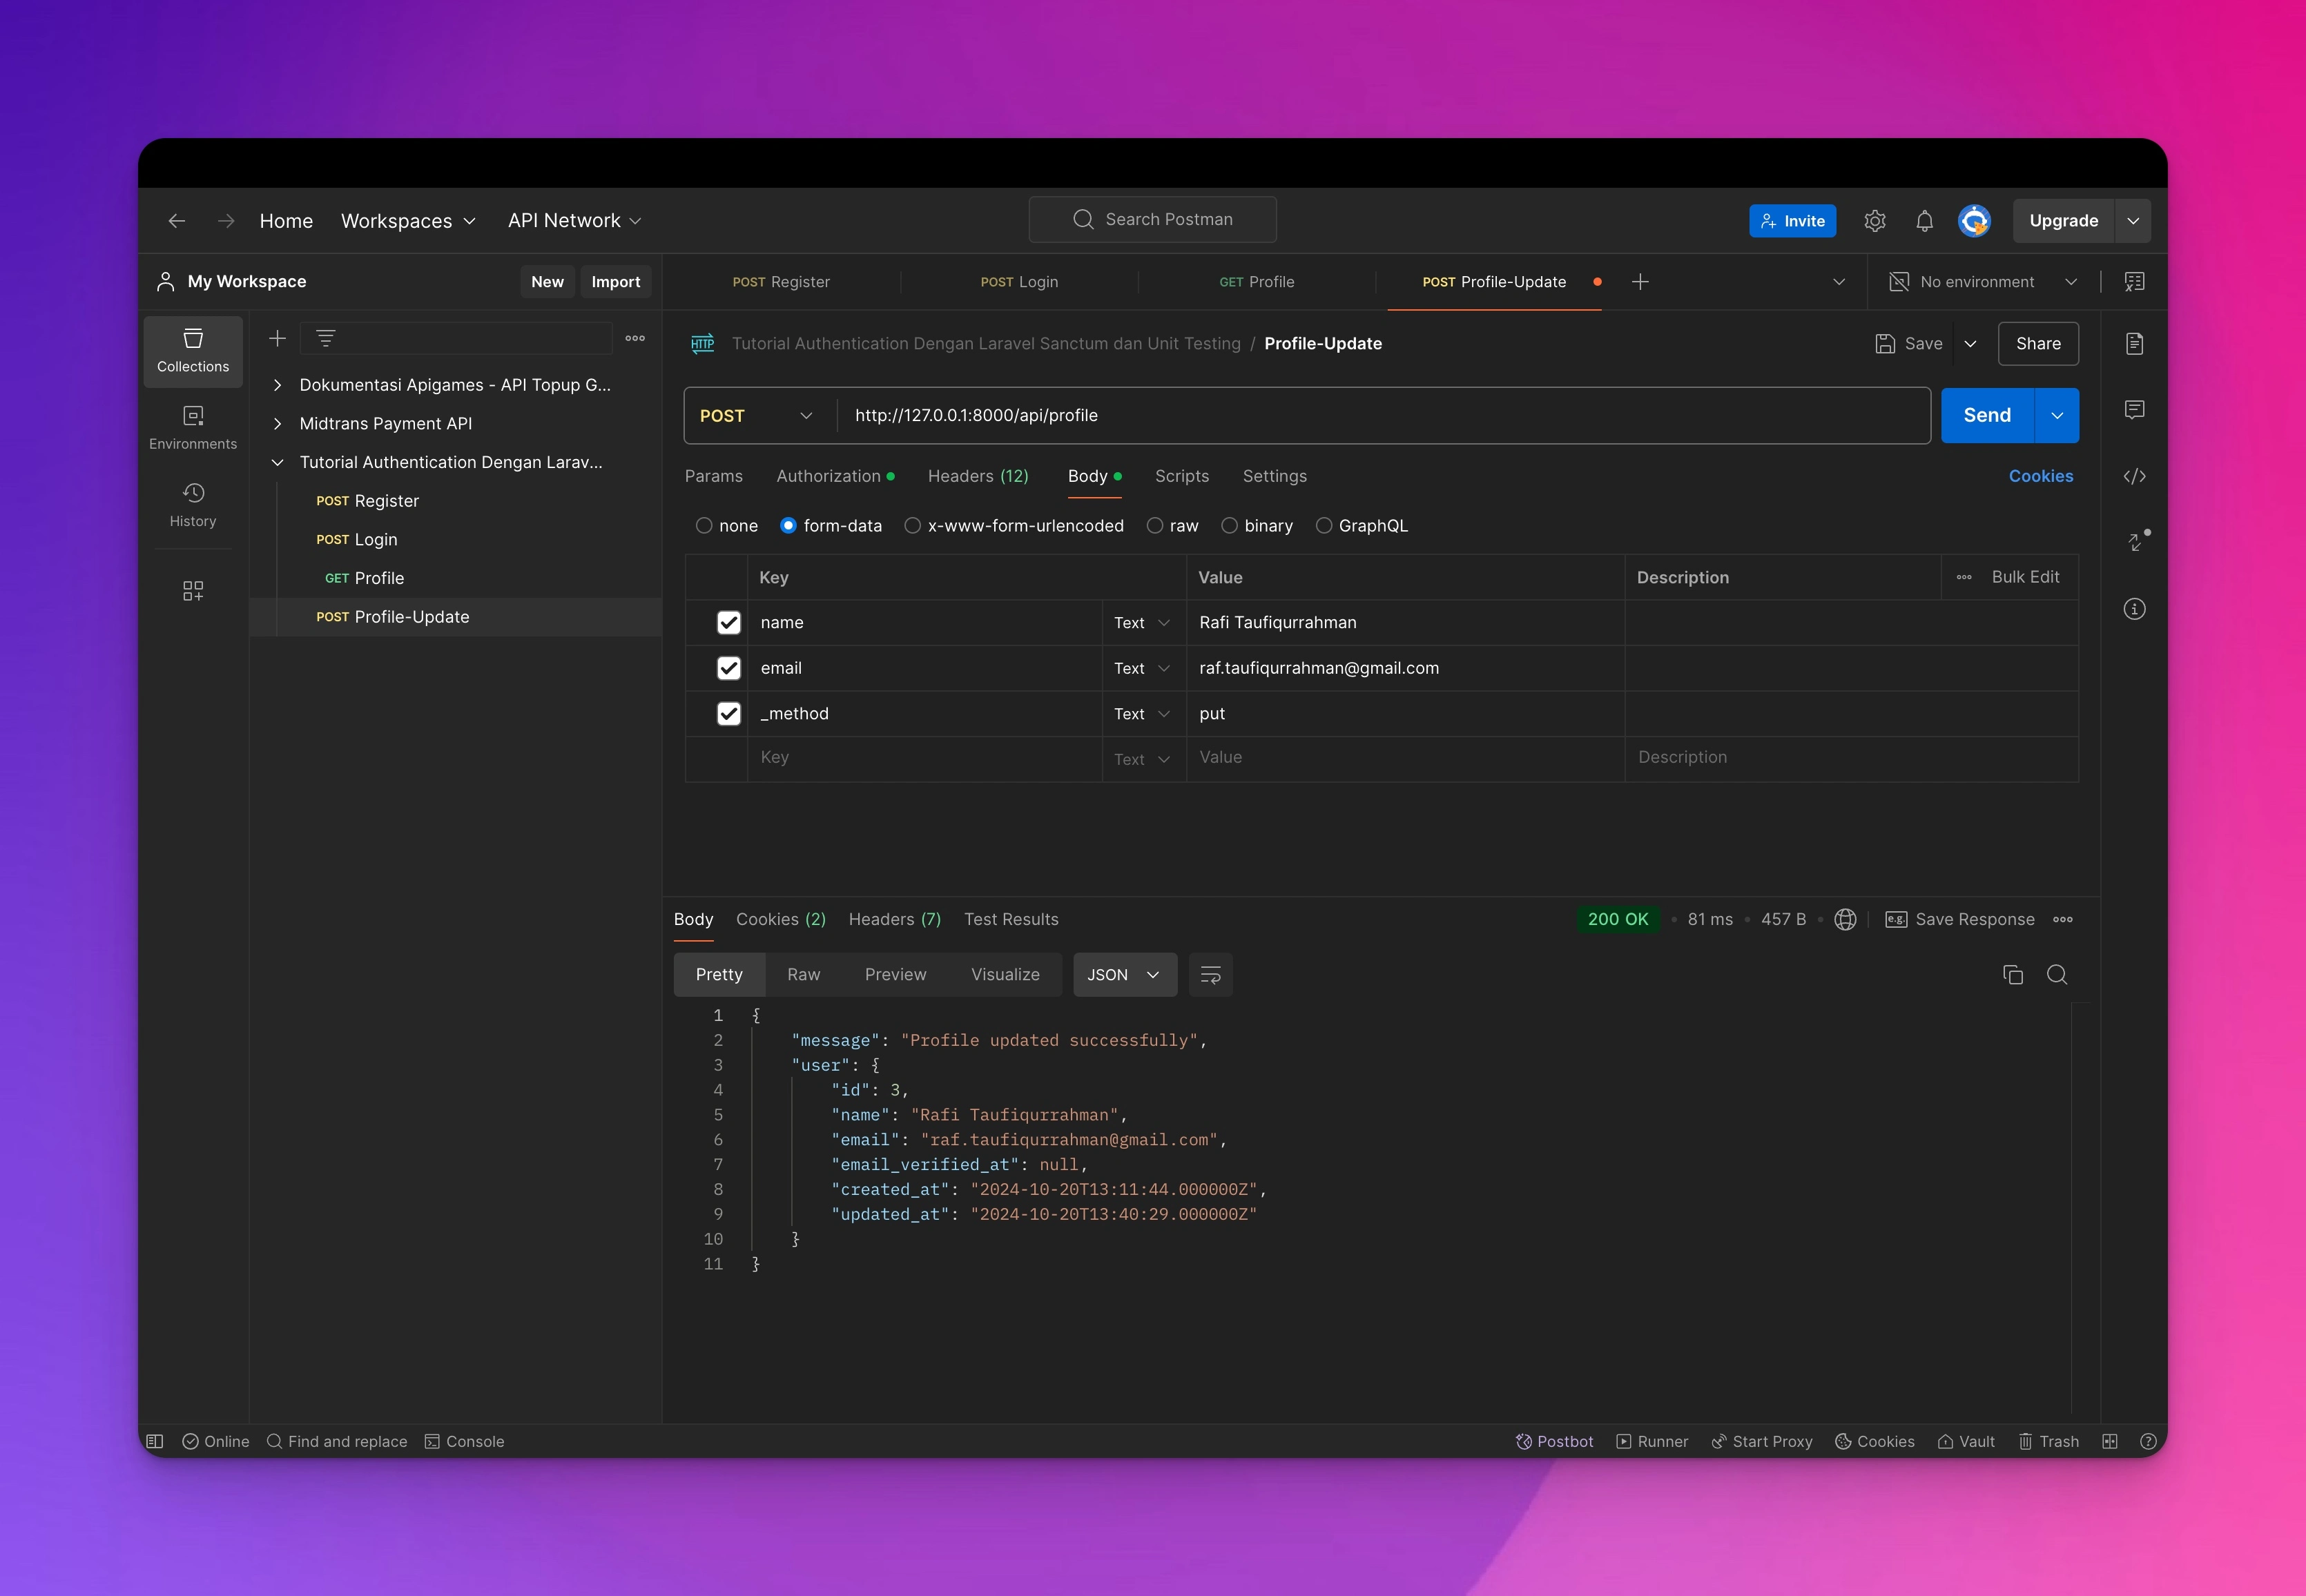 Home Workspaces API Network Search Postman Invite Upgrade
My Workspace New Import POST Register POST Login GET Profile POST Profile-Update No environment
Collections
Environments
History
Dokumentasi Apigames - API Topup G...
Midtrans Payment API
Tutorial Authentication Dengan Larav...
POST Register
POST Login
GET Profile
POST Profile-Update
HTTP Tutorial Authentication Dengan Laravel Sanctum dan Unit Testing / Profile-Update Save Share
POST http://127.0.0.1:8000/api/profile Send
Params Authorization Headers (12) Body Scripts Settings Cookies
none form-data x-www-form-urlencoded raw binary GraphQL
Key Value Description Bulk Edit
name Text Rafi Taufiqurrahman
email Text raf.taufiqurrahman@gmail.com
_method Text put
Key Text Value Description
Body Cookies (2) Headers (7) Test Results 200 OK 81 ms 457 B e.g. Save Response
Pretty Raw Preview Visualize JSON
1 {
2 "message": "Profile updated successfully",
3 "user": {
4 "id": 3,
5 "name": "Rafi Taufiqurrahman",
6 "email": "raf.taufiqurrahman@gmail.com",
7 "email_verified_at": null,
8 "created_at": "2024-10-20T13:11:44.000000Z",
9 "updated_at": "2024-10-20T13:40:29.000000Z"
10 }
11 }
Online Find and replace Console Postbot Runner Start Proxy Cookies Vault Trash